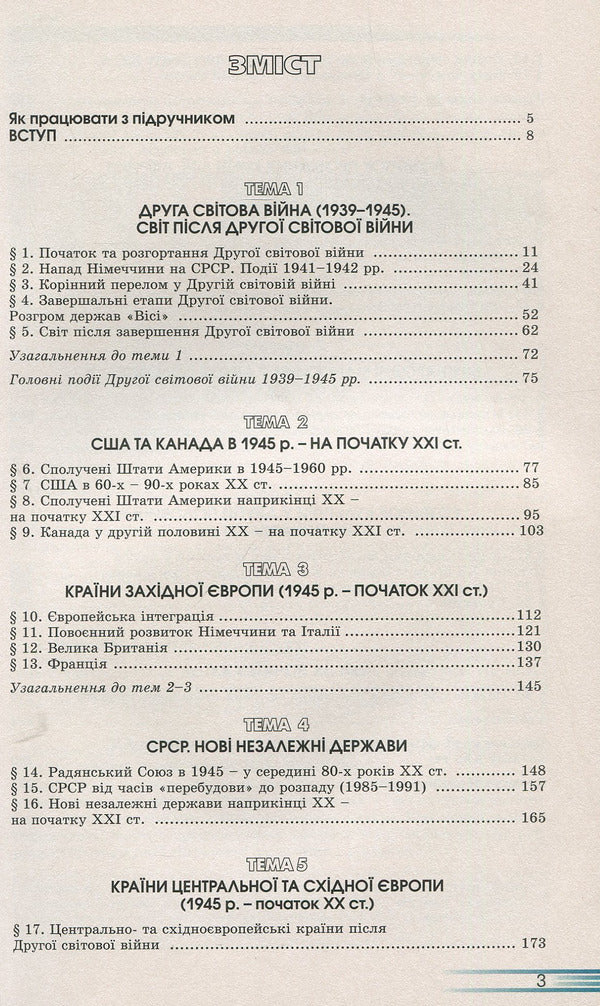 ЗМІСТ
Як працювати з підручником ........ 5
ВСТУП ........ 8
ТЕМА 1
ДРУГА СВІТОВА ВІЙНА (1939–1945).
СВІТ ПІСЛЯ ДРУГОЇ СВІТОВОЇ ВІЙНИ
§ 1. Початок та розгортання Другої світової війни ........ 11
§ 2. Напад Німеччини на СРСР. Події 1941–1942 рр. ........ 24
§ 3. Корінний перелом у Другій світовій війні ........ 41
§ 4. Завершальні етапи Другої світової війни.
Розгром держав «Вісі» ........ 52
§ 5. Світ після завершення Другої світової війни ........ 62
Узагальнення до теми 1 ........ 72
Головні події Другої світової війни 1939–1945 рр. ........ 75
ТЕМА 2
США ТА КАНАДА В 1945 р. – НА ПОЧАТКУ XXI ст.
§ 6. Сполучені Штати Америки в 1945–1960 рр. ........ 77
§ 7 США в 60-х – 90-х роках XX ст. ........ 85
§ 8. Сполучені Штати Америки наприкінці XX –
на початку XXI ст. ........ 95
§ 9. Канада у другій половині XX – на початку XXI ст. ........ 103
ТЕМА 3
КРАЇНИ ЗАХІДНОЇ ЄВРОПИ (1945 р. – ПОЧАТОК XXI ст.)
§ 10. Європейська інтеграція ........ 112
§ 11. Повоєнний розвиток Німеччини та Італії ........ 121
§ 12. Велика Британія ........ 130
§ 13. Франція ........ 137
Узагальнення до тем 2–3 ........ 145
ТЕМА 4
СРСР. НОВІ НЕЗАЛЕЖНІ ДЕРЖАВИ
§ 14. Радянський Союз в 1945 – у середині 80-х років XX ст. ........ 148
§ 15. СРСР від часів «перебудови» до розпаду (1985–1991) ........ 157
§ 16. Нові незалежні держави наприкінці XX –
на початку XXI ст. ........ 165
ТЕМА 5
КРАЇНИ ЦЕНТРАЛЬНОЇ ТА СХІДНОЇ ЄВРОПИ
(1945 р. – початок XX ст.)
§ 17. Центрально- та східноєвропейські країни після
Другої світової війни ........ 173
3